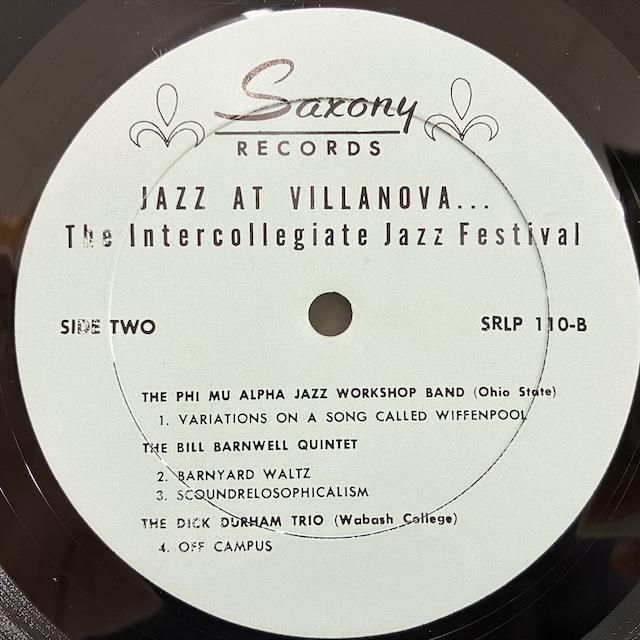 Saxony
RECORDS
JAZZ AT VILLANOVA...
The Intercollegiate Jazz Festival
SIDE TWO
SRLP 110-B
THE PHI MU ALPHA JAZZ WORKSHOP BAND (Ohio State)
1. VARIATIONS ON A SONG CALLED WIFFENPOOL
THE BILL BARNWELL QUINTET
2. BARNYARD WALTZ
3. SCOUNDRELOSOPHICALISM
THE DICK DURHAM TRIO (Wabash College)
4. OFF CAMPUS